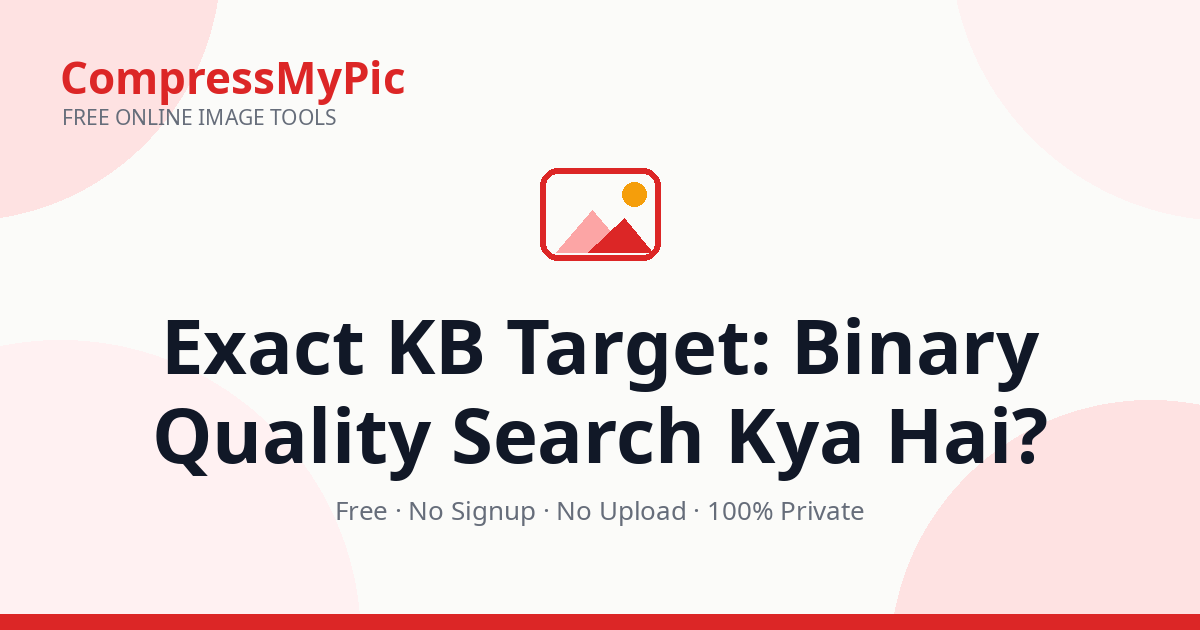 CompressMyPic
FREE ONLINE IMAGE TOOLS
Exact KB Target: Binary
Quality Search Kya Hai?
Free · No Signup · No Upload · 100% Private